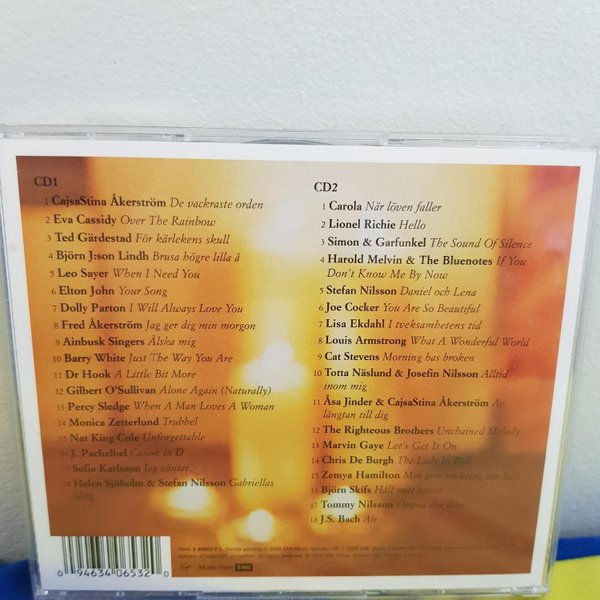 CD1
1 CajsaStina Åkerström De vackraste orden
2 Eva Cassidy Over The Rainbow
3 Ted Gärdestad För kärlekens skull
4 Björn J:son Lindh Brusa högre lilla å
5 Leo Sayer When I Need You
6 Elton John Your Song
7 Dolly Parton I Will Always Love You
8 Fred Åkerström Jag ger dig min morgon
9 Ainbusk Singers Älska mig
10 Barry White Just The Way You Are
11 Dr Hook A Little Bit More
12 Gilbert O'Sullivan Alone Again (Naturally)
13 Percy Sledge When A Man Loves A Woman
14 Monica Zetterlund Trubbel
15 Nat King Cole Unforgettable
16 J. Pachelbel Canon in D
17 Sofia Karlsson Jag väntar
18 Helen Sjöholm & Stefan Nilsson Gabriellas
sång
CD2
1 Carola När löven faller
2 Lionel Richie Hello
3 Simon & Garfunkel The Sound Of Silence
4 Harold Melvin & The Bluenotes If You
Don't Know Me By Now
5 Stefan Nilsson Daniel och Lena
6 Joe Cocker You Are So Beautiful
7 Lisa Ekdahl I tveksamhetens tid
8 Louis Armstrong What A Wonderful World
9 Cat Stevens Morning has broken
10 Totta Näslund & Josefin Nilsson Alltid
inom mig
11 Åsa Jinder & CajsaStina Åkerström Av
längtan till dig
12 The Righteous Brothers Unchained Melody
13 Marvin Gaye Let's Get It On
14 Chris De Burgh The Lady In Red
15 Zemya Hamilton Min arm omkring din hals
16 Björn Skifs Håll mitt hjärta
17 Tommy Nilsson Öppna din dörr
18 J.S. Bach Air
Music from EMI
0 94634 06532 0